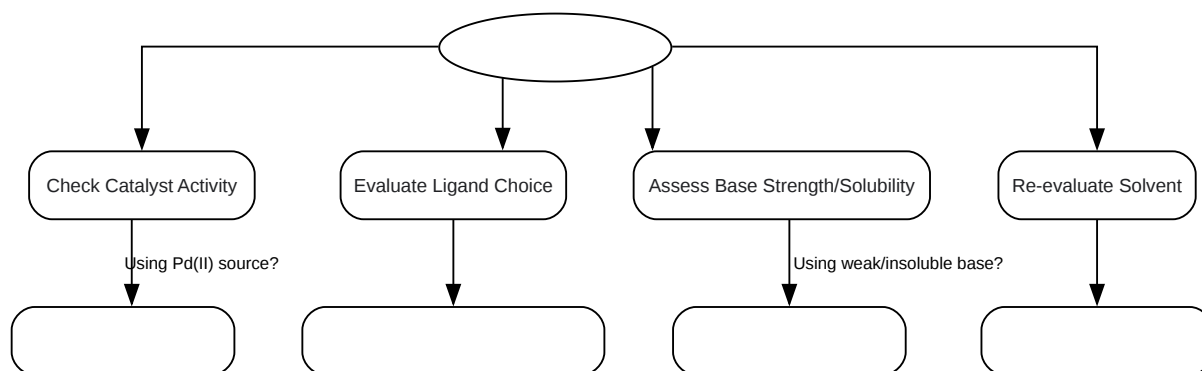 Check Catalyst Activity
Evaluate Ligand Choice
Assess Base Strength/Solubility
Re-evaluate Solvent
Using Pd(II) source?
Using weak/insoluble base?